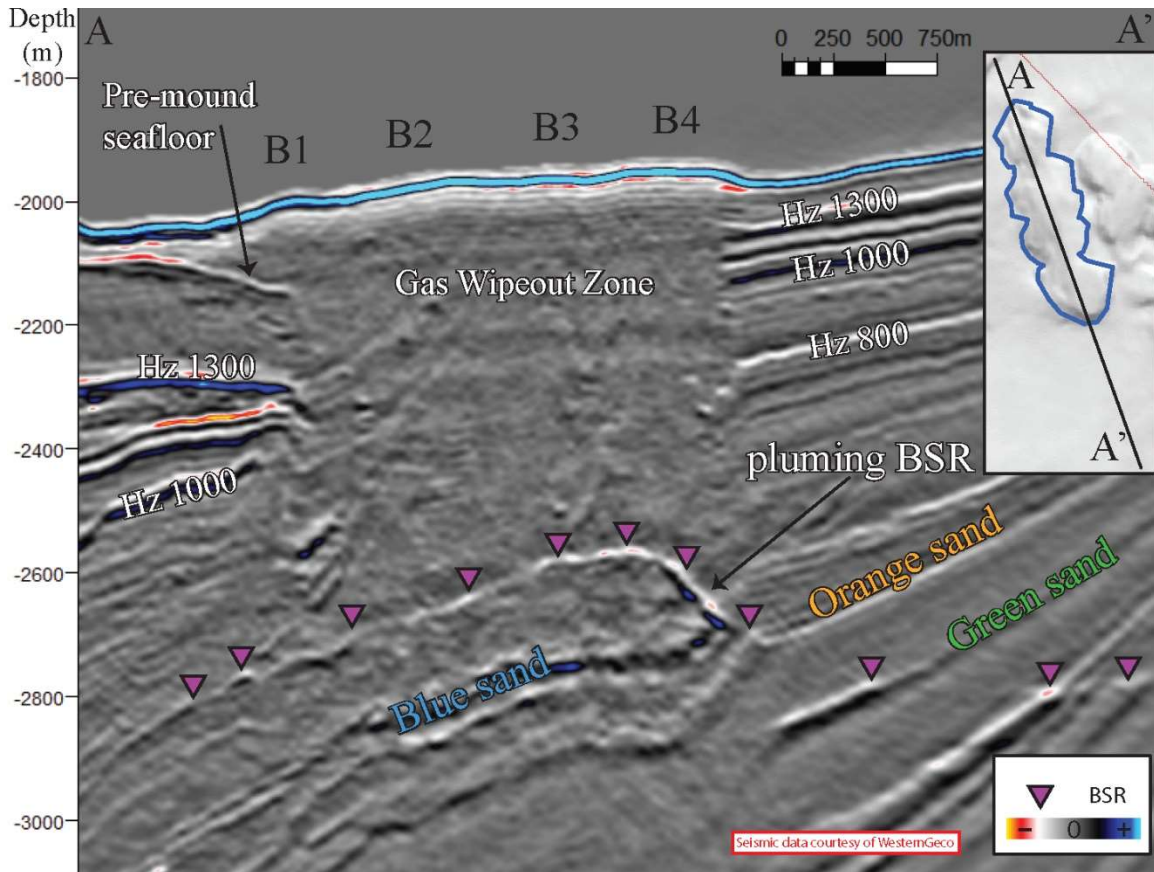 Depth
(m)
A
A'
0 250 500 750m
-1800
-2000
-2200
-2400
-2600
-2800
-3000
Pre-mound
seafloor
B1
B2
B3
B4
Gas Wipeout Zone
Hz 1300
Hz 1000
Hz 1300
Hz 1000
Hz 800
pluming BSR
Orange sand
Green sand
Blue sand
A
A'
BSR
- 0 +
Seismic data courtesy of WesternGeco